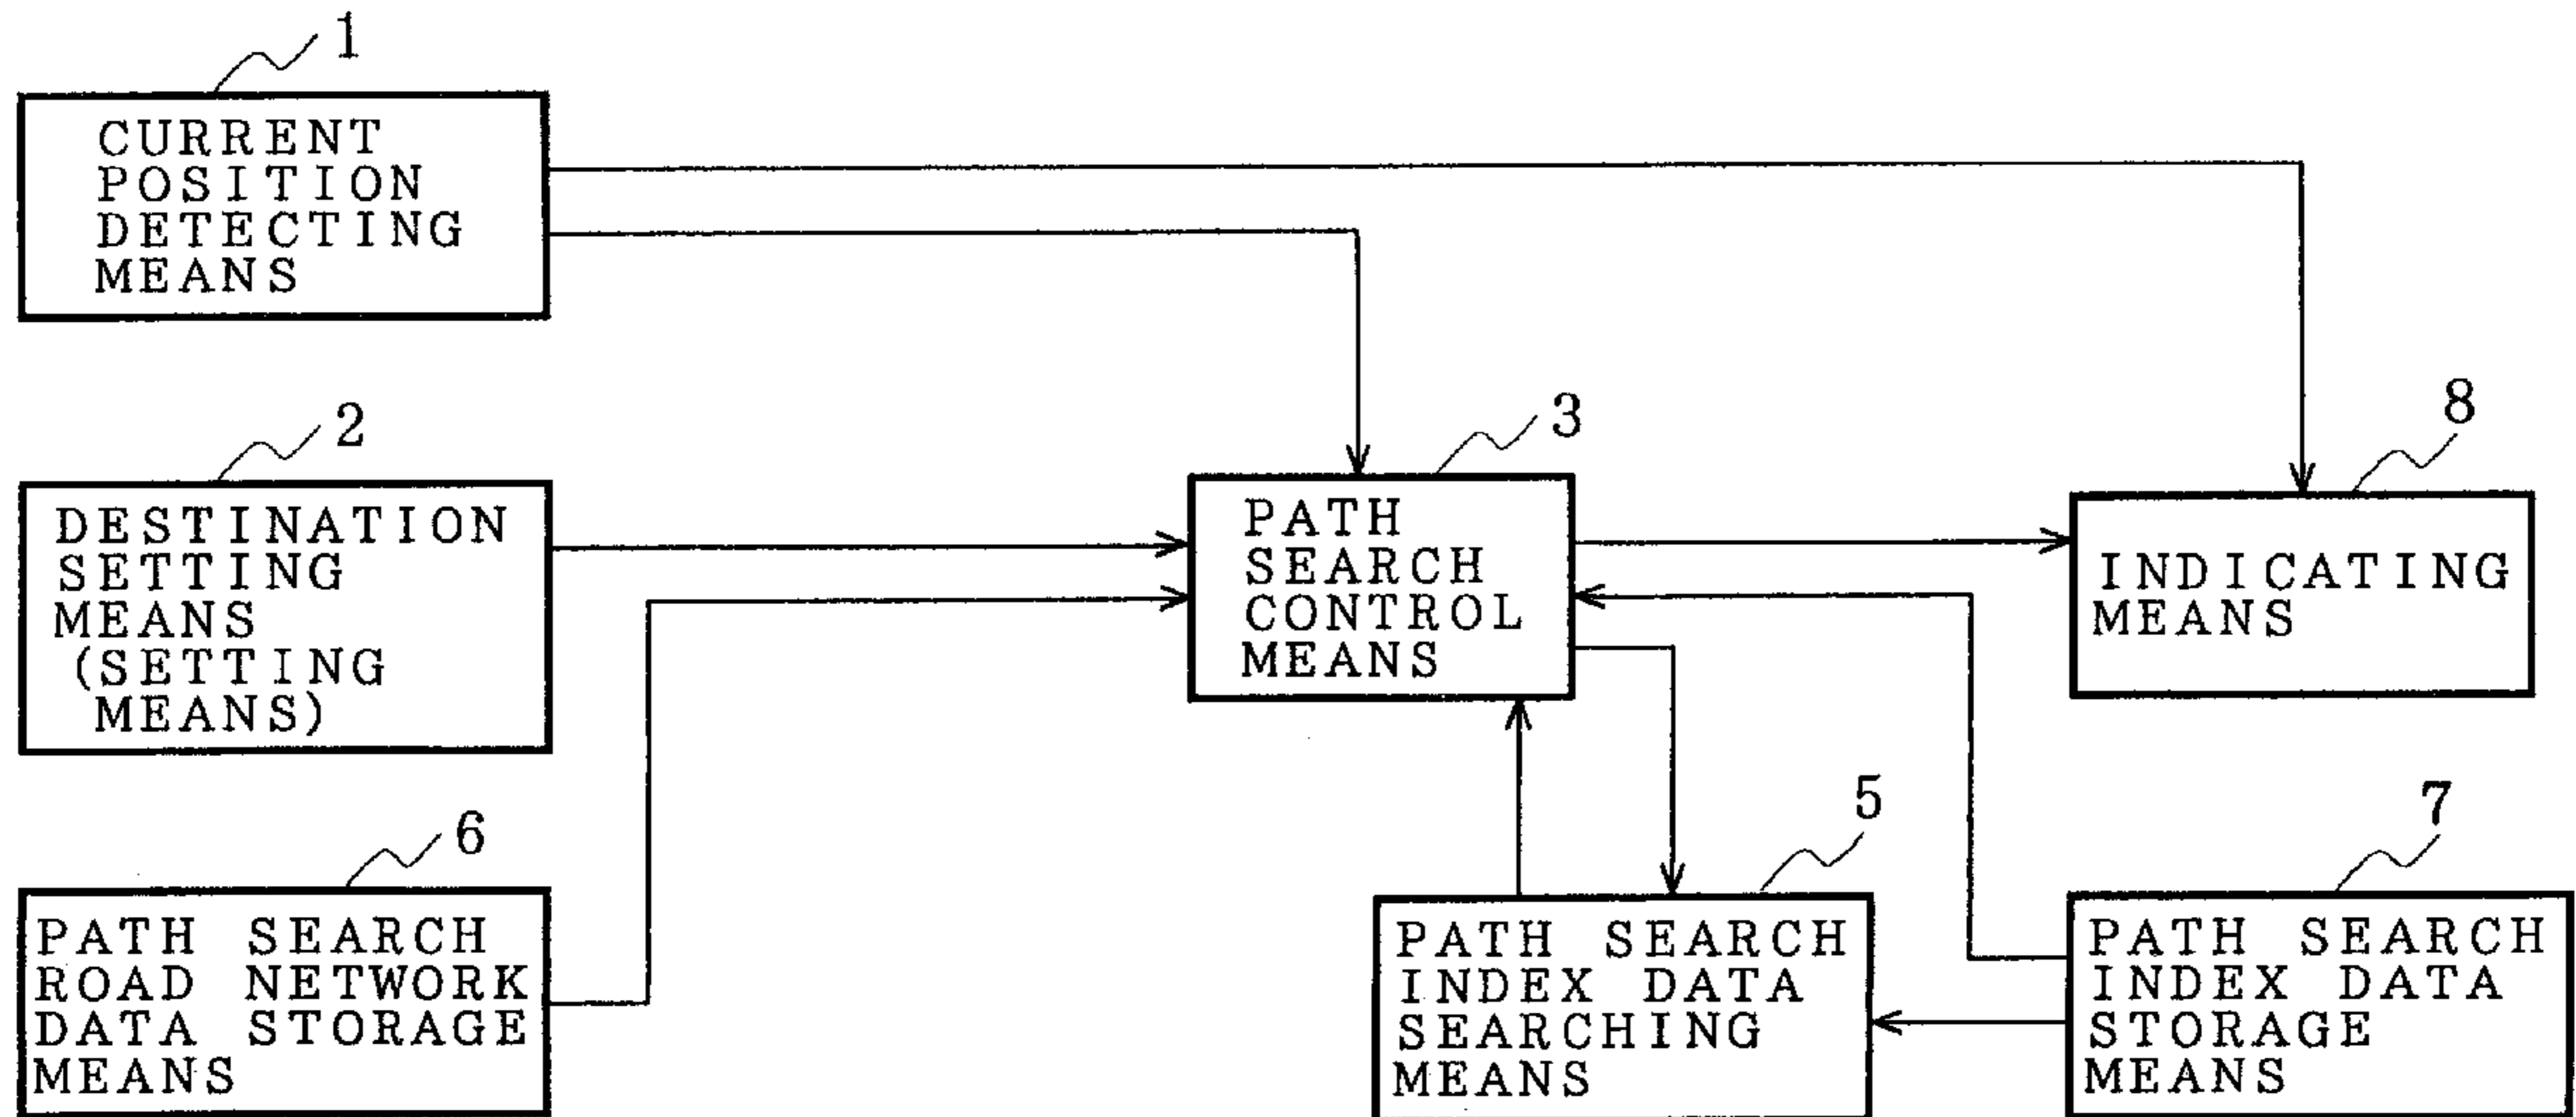 1
CURRENT
POSITION
DETECTING
MEANS
2
DESTINATION
SETTING
MEANS
(SETTING
MEANS)
3
PATH
SEARCH
CONTROL
MEANS
8
INDICATING
MEANS
6
PATH SEARCH
ROAD NETWORK
DATA STORAGE
MEANS
5
PATH SEARCH
INDEX DATA
SEARCHING
MEANS
7
PATH SEARCH
INDEX DATA
STORAGE
MEANS